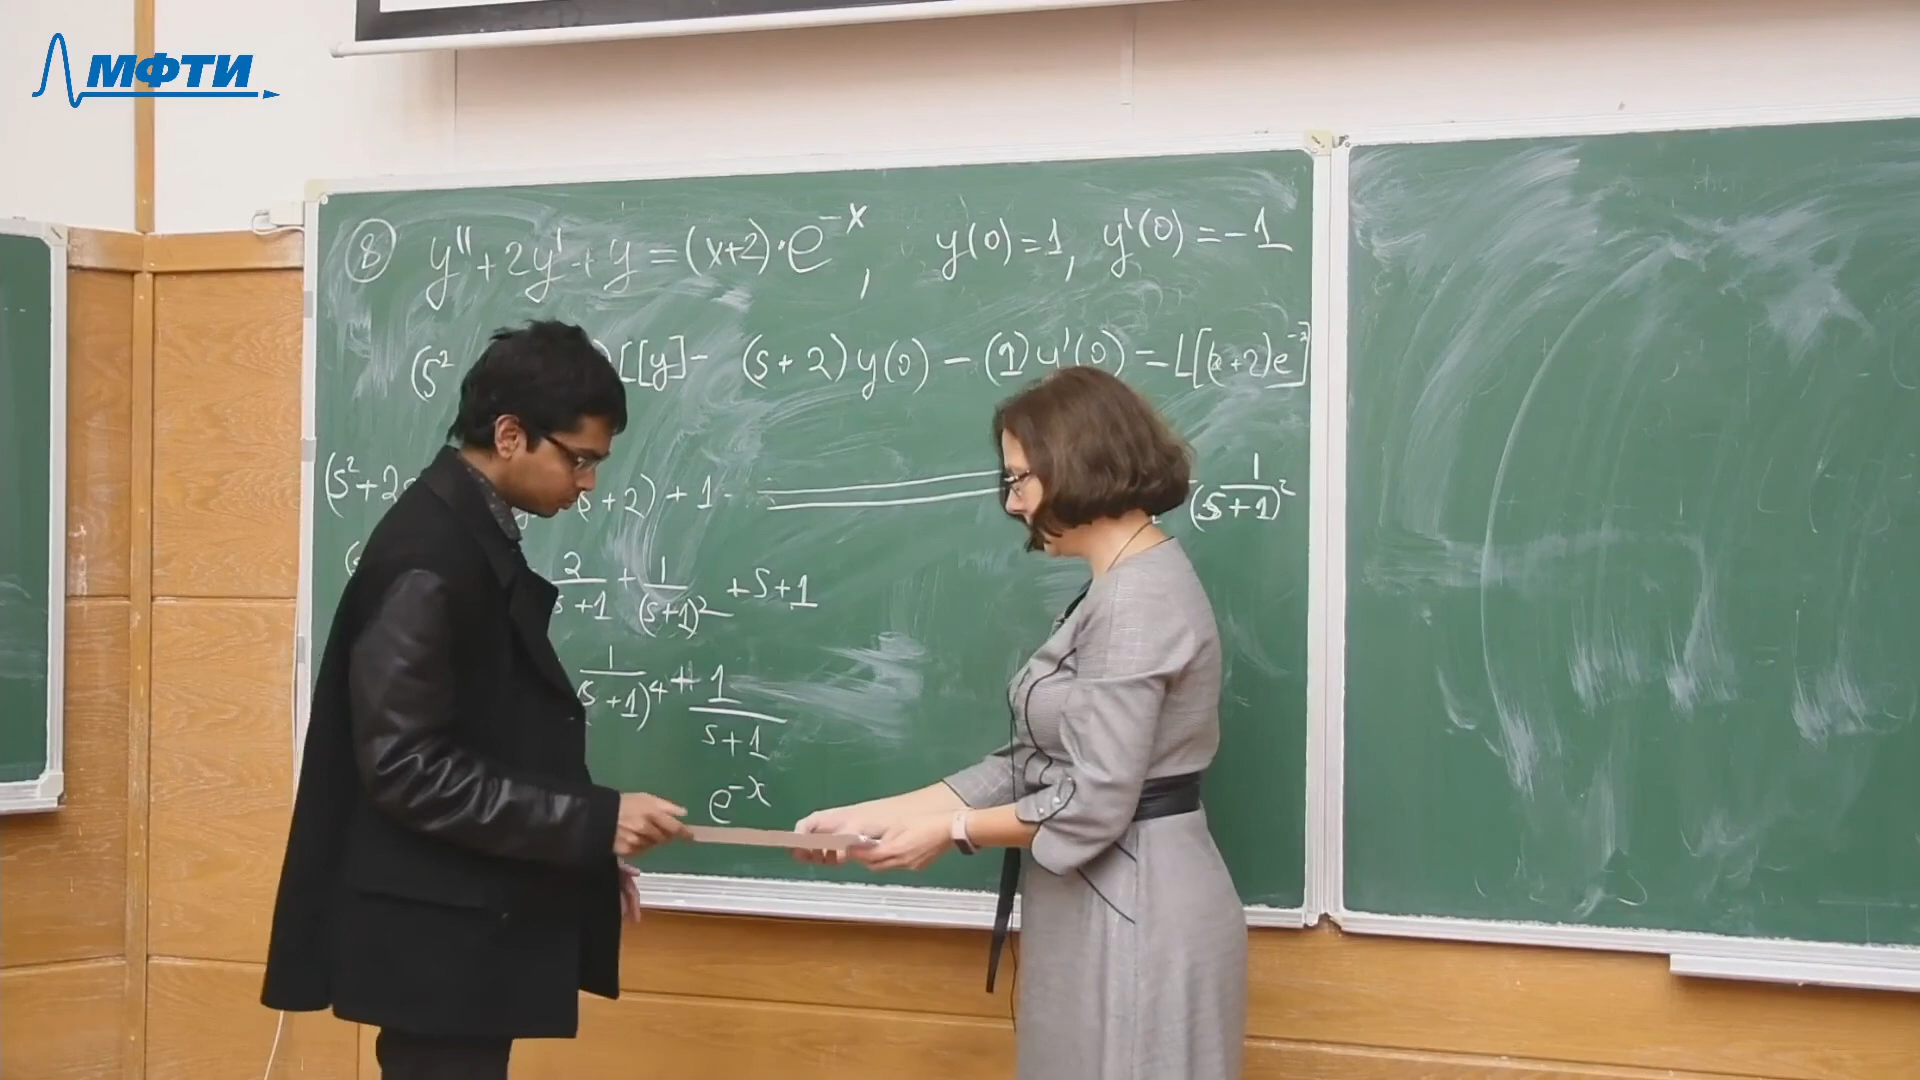 МФТИ
⑧ y'' + 2y' + y = (x+2)·e^{-x}, y(0)=1, y'(0)=-1
(s² ) L[y] - (s+2)y(0) - (1)y'(0) = L[(x+2)e^{-x}]
(s²+2 s+2)+1 = 1/(s+1)²
2/(s+1) + 1/(s+1)² + s+1
1/(s+1)⁴ + 1/(s+1)
e^{-x}